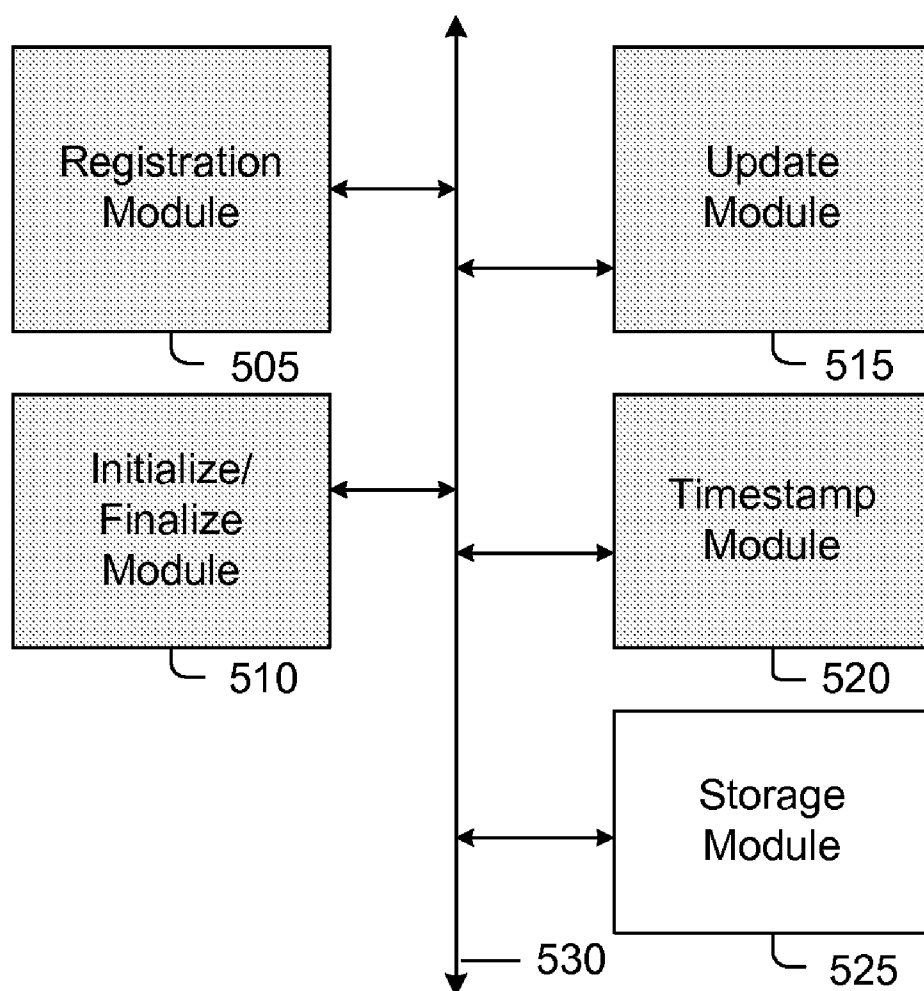 Registration
Module
505
Update
Module
515
Initialize/
Finalize
Module
510
Timestamp
Module
520
Storage
Module
525
530